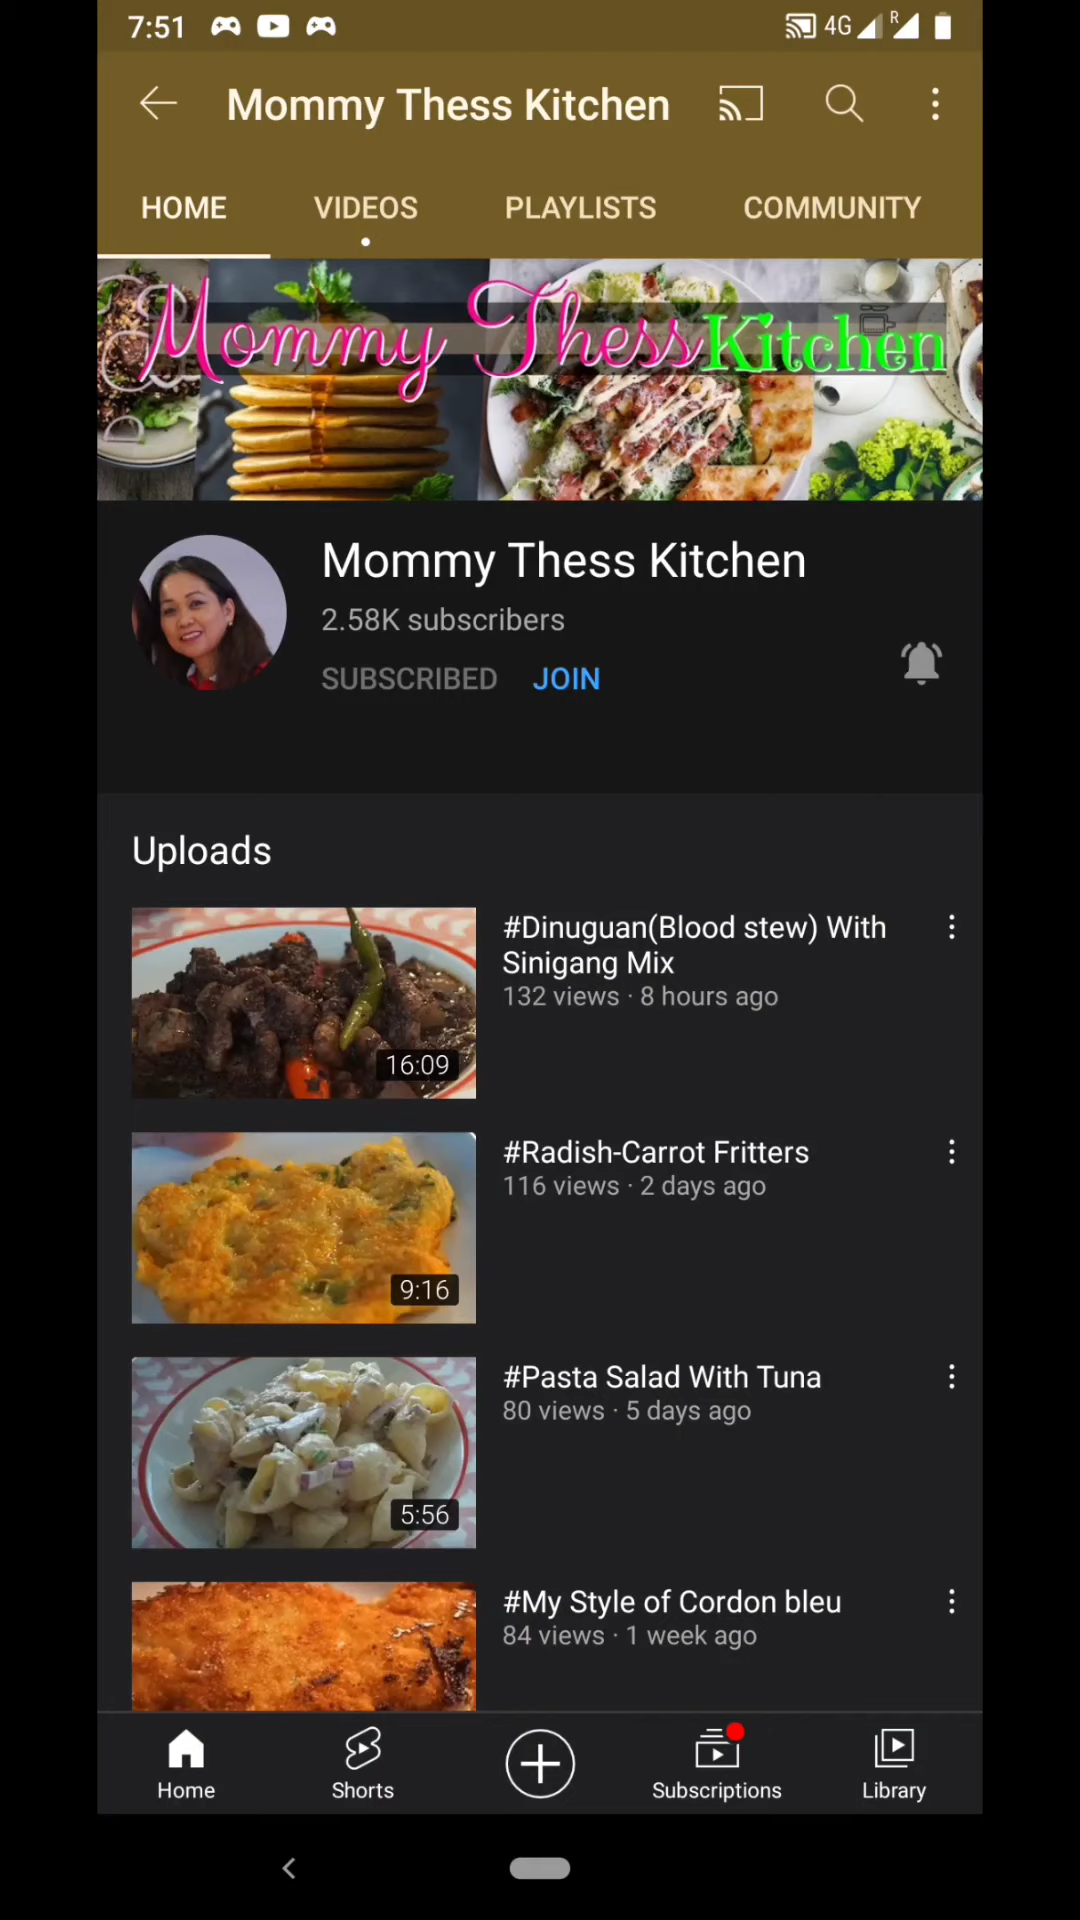 7:51
4G
R
Mommy Thess Kitchen
HOME
VIDEOS
PLAYLISTS
COMMUNITY
Mommy Thess Kitchen
Mommy Thess Kitchen
2.58K subscribers
SUBSCRIBED
JOIN
Uploads
#Dinuguan(Blood stew) With
Sinigang Mix
132 views · 8 hours ago
16:09
#Radish-Carrot Fritters
116 views · 2 days ago
9:16
#Pasta Salad With Tuna
80 views · 5 days ago
5:56
#My Style of Cordon bleu
84 views · 1 week ago
Home
Shorts
Subscriptions
Library